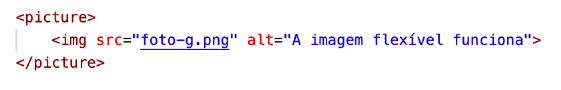 <picture>
<img src="foto-g.png" alt="A imagem flexível funciona">
</picture>